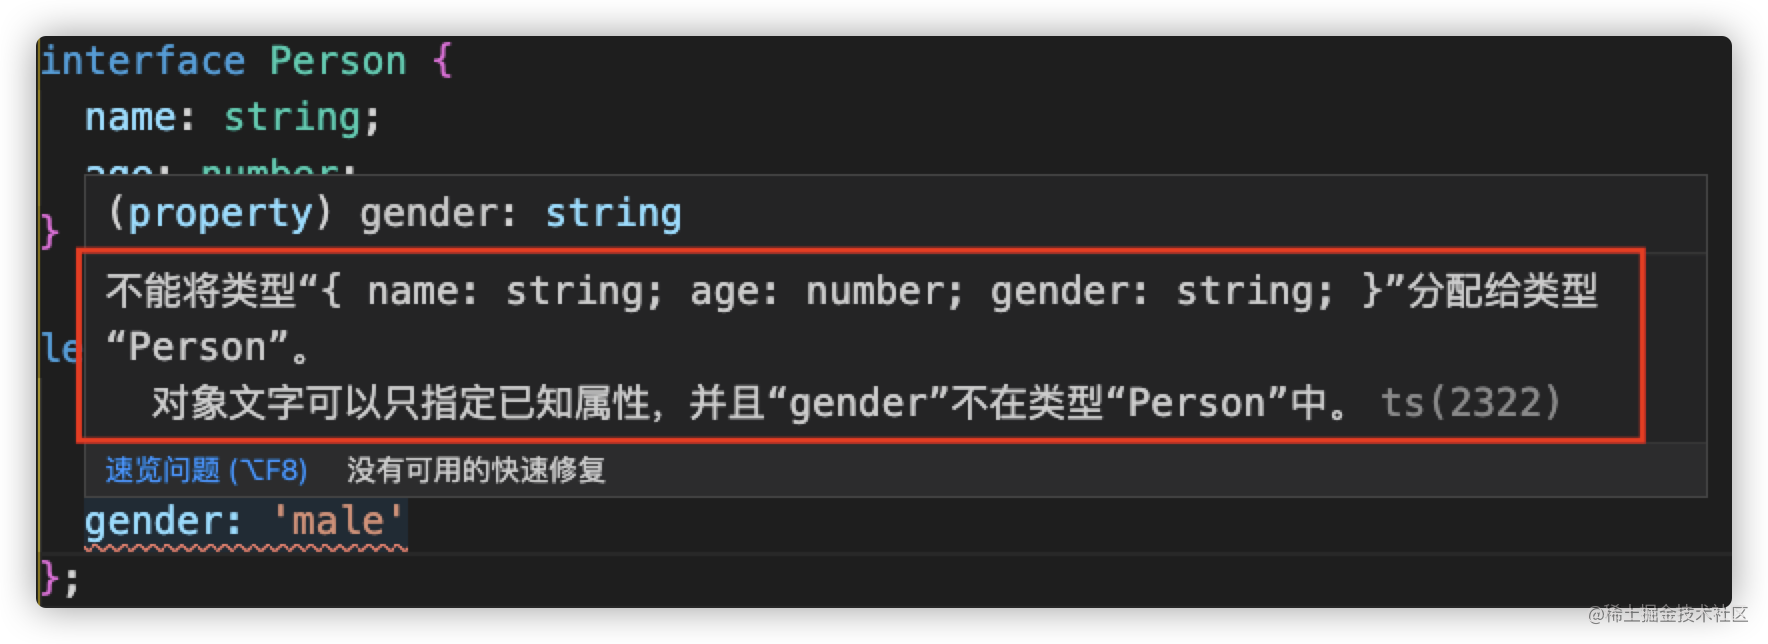 interface Person {
name: string;
age: number;
(property) gender: string
}
不能将类型“{ name: string; age: number; gender: string; }”分配给类型
“Person”。
le
对象文字可以只指定已知属性，并且“gender”不在类型“Person”中。 ts(2322)
速览问题 (⌥F8) 没有可用的快速修复
gender: 'male'
};
@稀土掘金技术社区